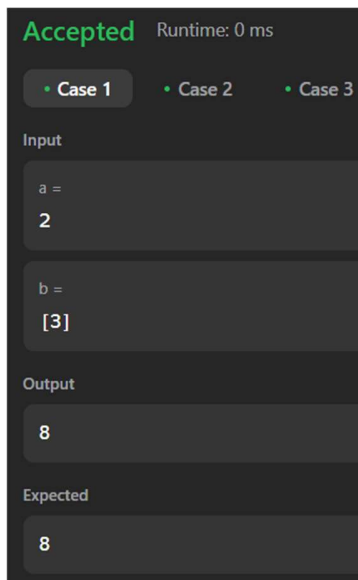 Accepted Runtime: 0 ms
• Case 1 • Case 2 • Case 3
Input
a =
2
b =
[3]
Output
8
Expected
8